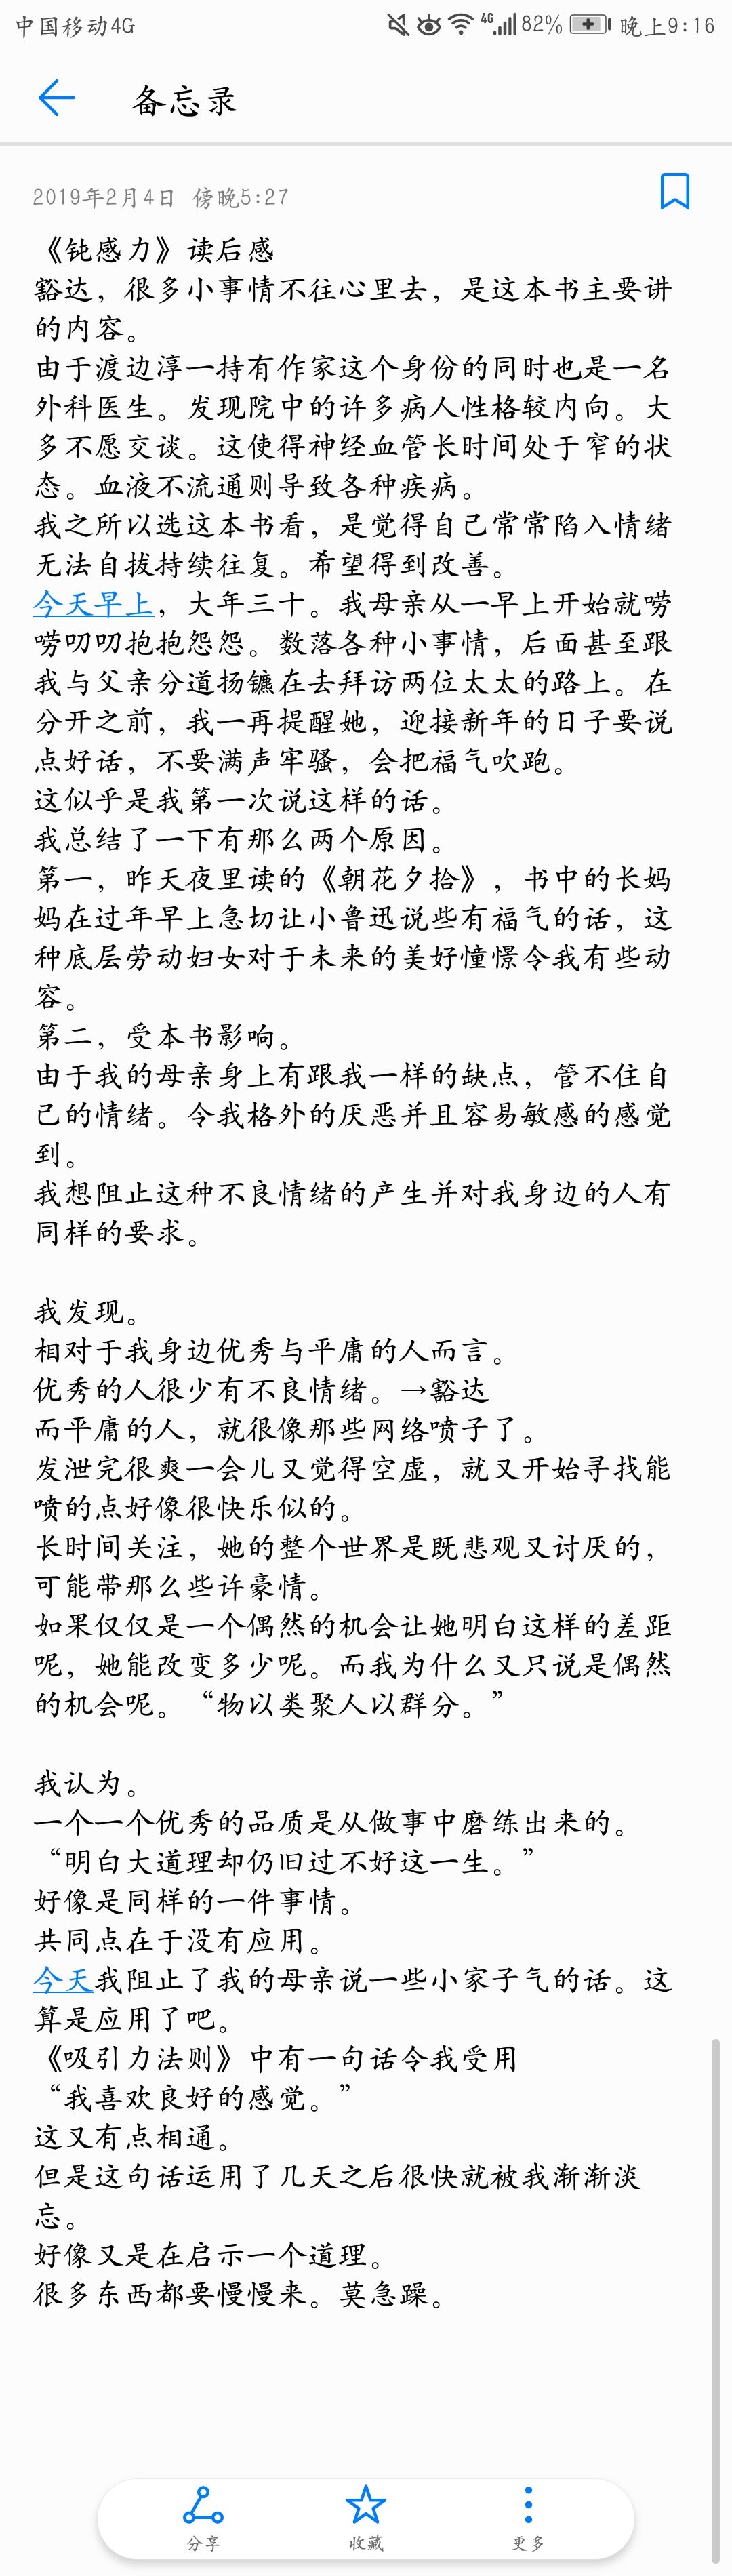 中国移动4G
4G 82% 晚上9:16
备忘录
2019年2月4日 傍晚5:27
《钝感力》读后感
豁达，很多小事情不往心里去，是这本书主要讲
的内容。
由于渡边淳一持有作家这个身份的同时也是一名
外科医生。发现院中的许多病人性格较内向。大
多不愿交谈。这使得神经血管长时间处于窄的状
态。血液不流通则导致各种疾病。
我之所以选这本书看，是觉得自己常常陷入情绪
无法自拔持续往复。希望得到改善。
今天早上，大年三十。我母亲从一早上开始就唠
唠叨叨抱抱怨怨。数落各种小事情，后面甚至跟
我与父亲分道扬镳在去拜访两位太太的路上。在
分开之前，我一再提醒她，迎接新年的日子要说
点好话，不要满声牢骚，会把福气吹跑。
这似乎是我第一次说这样的话。
我总结了一下有那么两个原因。
第一，昨天夜里读的《朝花夕拾》，书中的长妈
妈在过年早上急切让小鲁迅说些有福气的话，这
种底层劳动妇女对于未来的美好憧憬令我有些动
容。
第二，受本书影响。
由于我的母亲身上有跟我一样的缺点，管不住自
己的情绪。令我格外的厌恶并且容易敏感的感觉
到。
我想阻止这种不良情绪的产生并对我身边的人有
同样的要求。
我发现。
相对于我身边优秀与平庸的人而言。
优秀的人很少有不良情绪。→豁达
而平庸的人，就很像那些网络喷子了。
发泄完很爽一会儿又觉得空虚，就又开始寻找能
喷的点好像很快乐似的。
长时间关注，她的整个世界是既悲观又讨厌的，
可能带那么些许豪情。
如果仅仅是一个偶然的机会让她明白这样的差距
呢，她能改变多少呢。而我为什么又只说是偶然
的机会呢。“物以类聚人以群分。”
我认为。
一个一个优秀的品质是从做事中磨练出来的。
“明白大道理却仍旧过不好这一生。”
好像是同样的一件事情。
共同点在于没有应用。
今天我阻止了我的母亲说一些小家子气的话。这
算是应用了吧。
《吸引力法则》中有一句话令我受用
“我喜欢良好的感觉。”
这又有点相通。
但是这句话运用了几天之后很快就被我渐渐淡
忘。
好像又是在启示一个道理。
很多东西都要慢慢来。莫急躁。
分享 收藏 更多